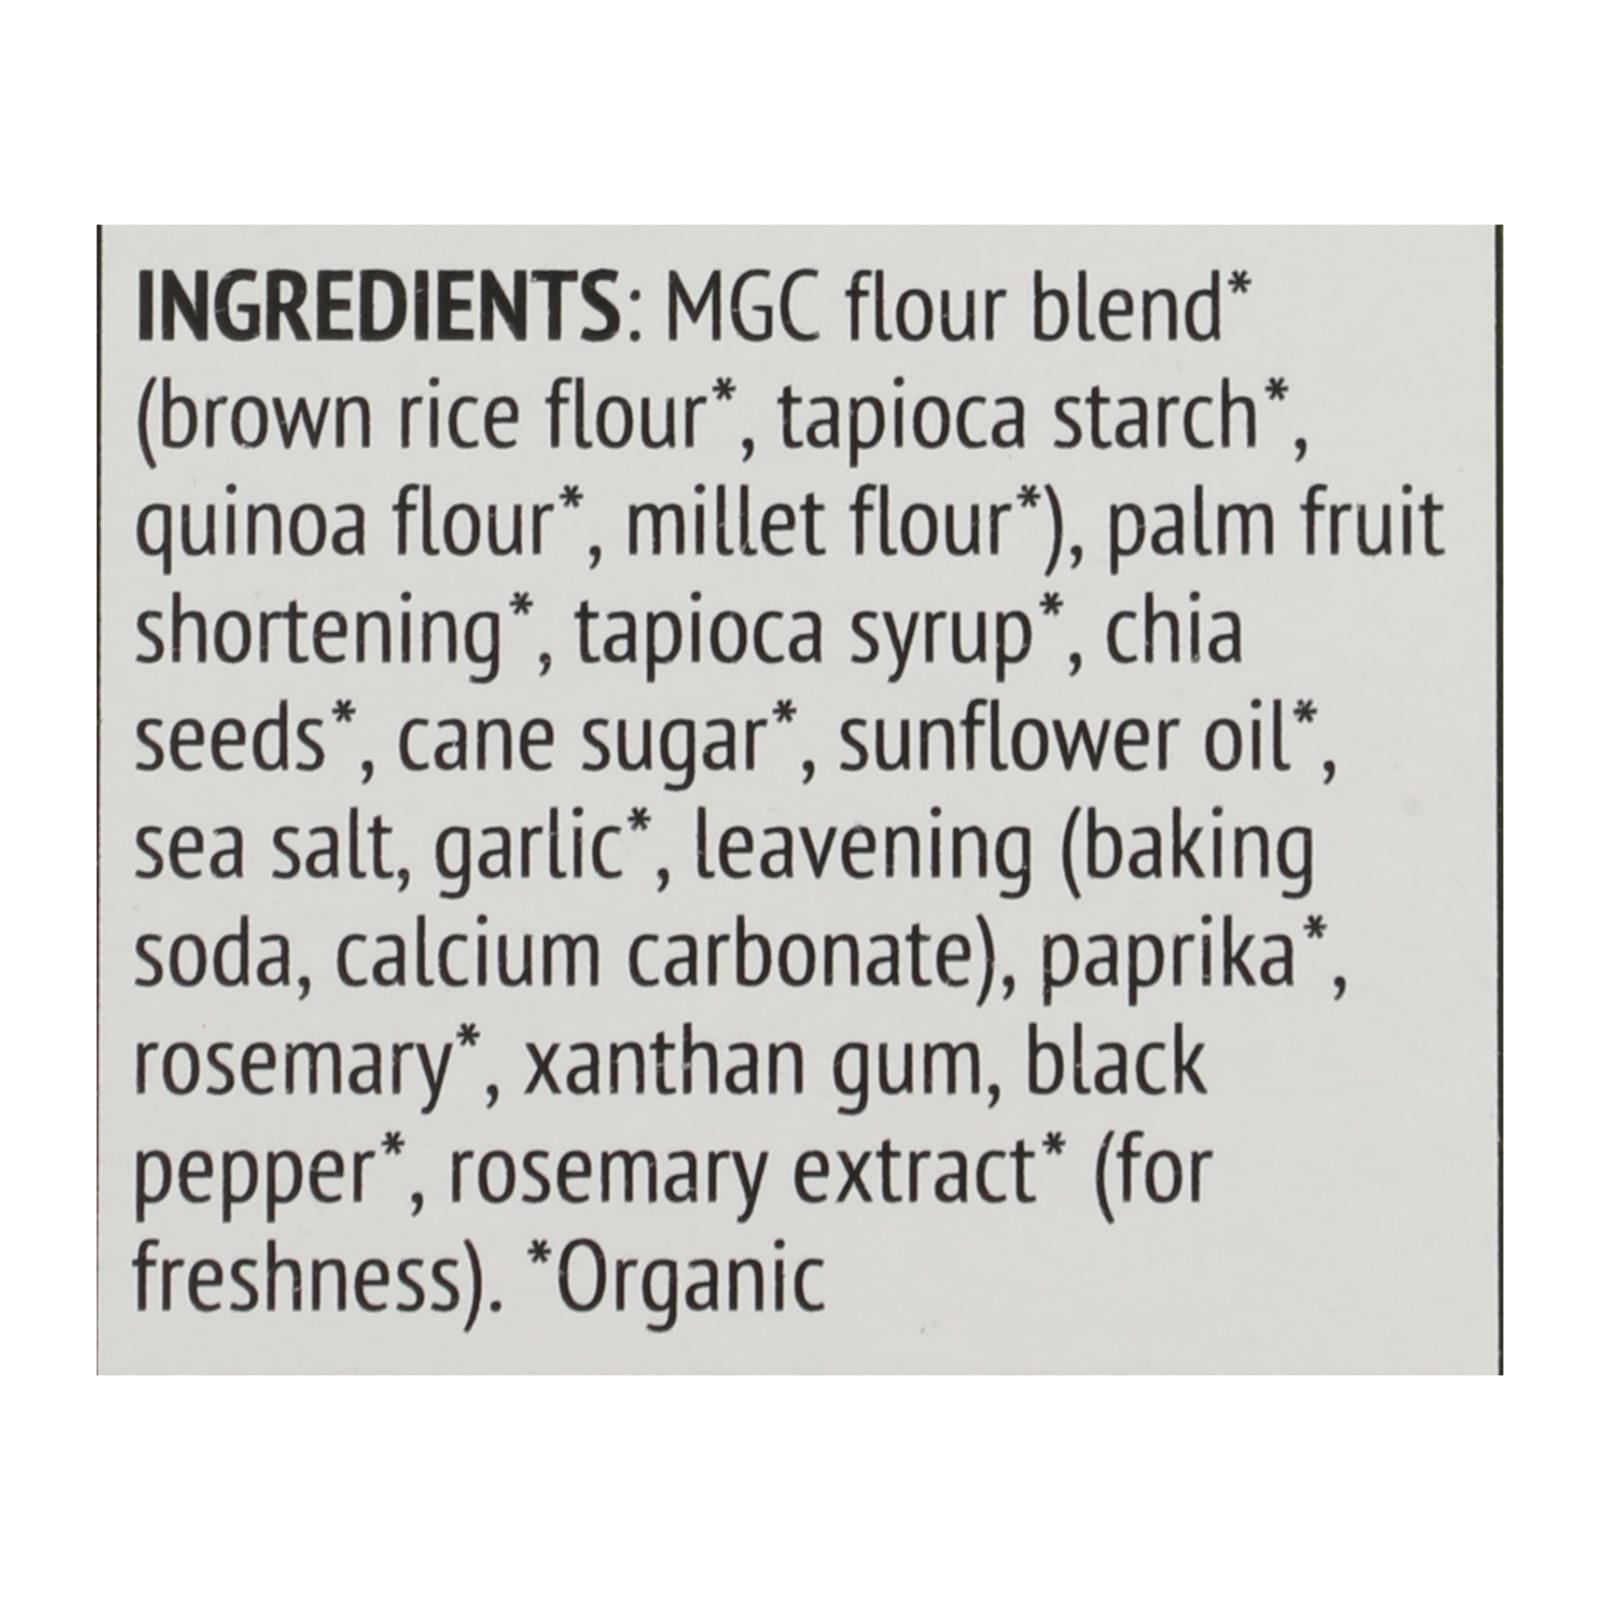 INGREDIENTS: MGC flour blend*
(brown rice flour*, tapioca starch*,
quinoa flour*, millet flour*), palm fruit
shortening*, tapioca syrup*, chia
seeds*, cane sugar*, sunflower oil*,
sea salt, garlic*, leavening (baking
soda, calcium carbonate), paprika*,
rosemary*, xanthan gum, black
pepper*, rosemary extract* (for
freshness). *Organic